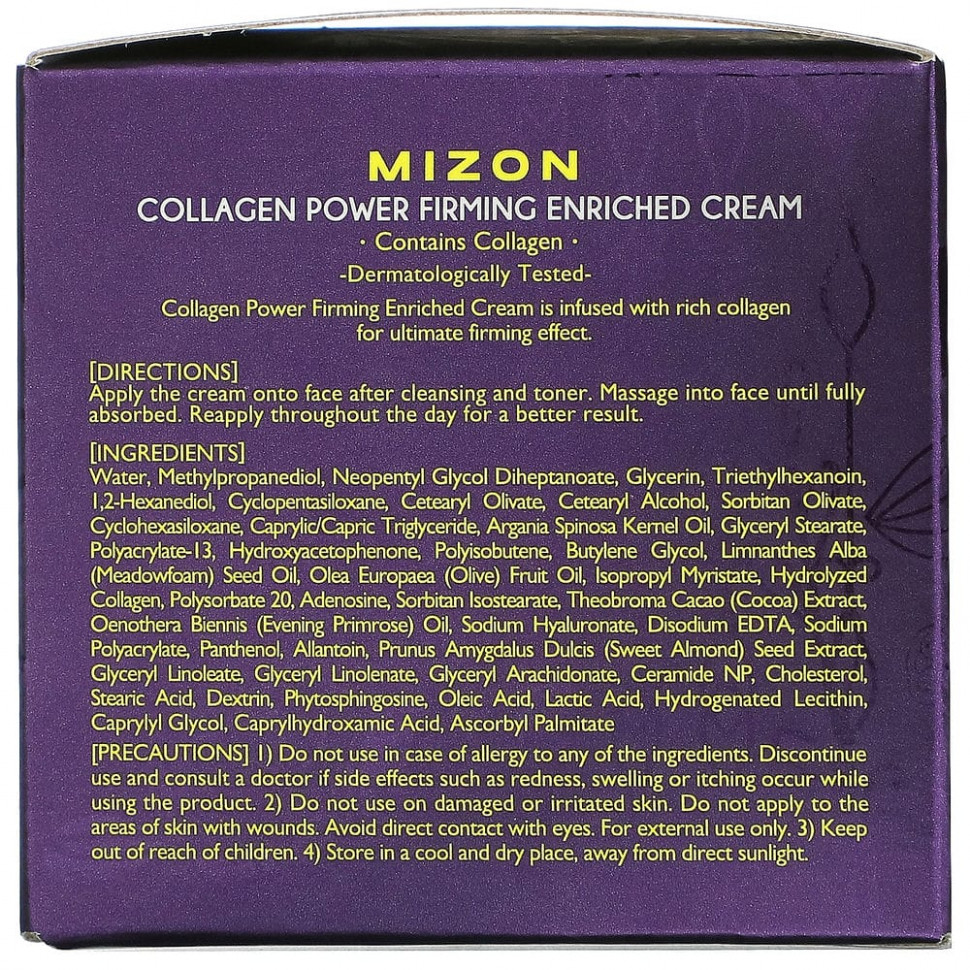 MIZON
COLLAGEN POWER FIRMING ENRICHED CREAM
• Contains Collagen •
-Dermatologically Tested-
Collagen Power Firming Enriched Cream is infused with rich collagen
for ultimate firming effect.
[DIRECTIONS]
Apply the cream onto face after cleansing and toner. Massage into face until fully
absorbed. Reapply throughout the day for a better result.
[INGREDIENTS]
Water, Methylpropanediol, Neopentyl Glycol Diheptanoate, Glycerin, Triethylhexanoin,
1,2-Hexanediol, Cyclopentasiloxane, Cetearyl Olivate, Cetearyl Alcohol, Sorbitan Olivate,
Cyclohexasiloxane, Caprylic/Capric Triglyceride, Argania Spinosa Kernel Oil, Glyceryl Stearate,
Polyacrylate-13, Hydroxyacetophenone, Polyisobutene, Butylene Glycol, Limnanthes Alba
(Meadowfoam) Seed Oil, Olea Europaea (Olive) Fruit Oil, Isopropyl Myristate, Hydrolyzed
Collagen, Polysorbate 20, Adenosine, Sorbitan Isostearate, Theobroma Cacao (Cocoa) Extract,
Oenothera Biennis (Evening Primrose) Oil, Sodium Hyaluronate, Disodium EDTA, Sodium
Polyacrylate, Panthenol, Allantoin, Prunus Amygdalus Dulcis (Sweet Almond) Seed Extract,
Glyceryl Linoleate, Glyceryl Linolenate, Glyceryl Arachidonate, Ceramide NP, Cholesterol,
Stearic Acid, Dextrin, Phytosphingosine, Oleic Acid, Lactic Acid, Hydrogenated Lecithin,
Caprylyl Glycol, Caprylhydroxamic Acid, Ascorbyl Palmitate
[PRECAUTIONS] 1) Do not use in case of allergy to any of the ingredients. Discontinue
use and consult a doctor if side effects such as redness, swelling or itching occur while
using the product. 2) Do not use on damaged or irritated skin. Do not apply to the
areas of skin with wounds. Avoid direct contact with eyes. For external use only. 3) Keep
out of reach of children. 4) Store in a cool and dry place, away from direct sunlight.